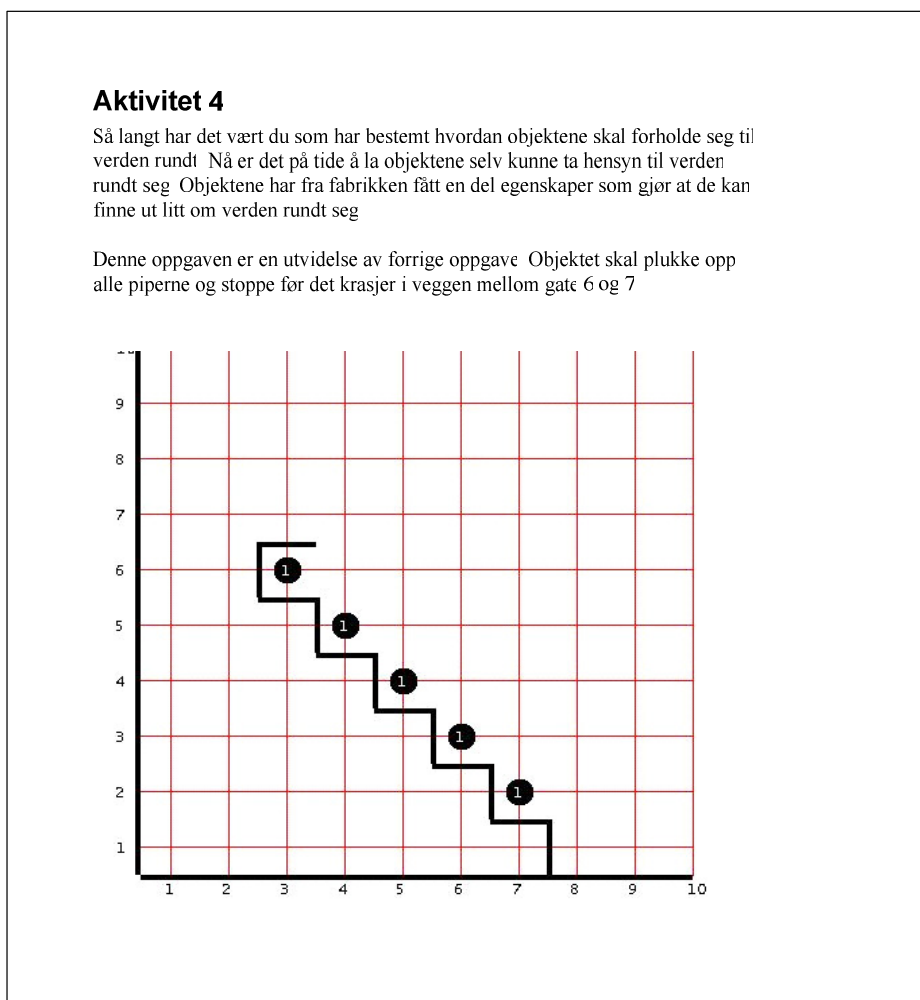 Aktivitet 4
Så langt har det vært du som har bestemt hvordan objektene skal forholde seg til
verden rundt Nå er det på tide å la objektene selv kunne ta hensyn til verden
rundt seg Objektene har fra fabrikken fått en del egenskaper som gjør at de kan
finne ut litt om verden rundt seg
Denne oppgaven er en utvidelse av forrige oppgave Objektet skal plukke opp
alle piperne og stoppe før det krasjer i veggen mellom gate 6 og 7
9
8
7
6 1
5 1
4 1
3 1
2 1
1
1 2 3 4 5 6 7 8 9 10